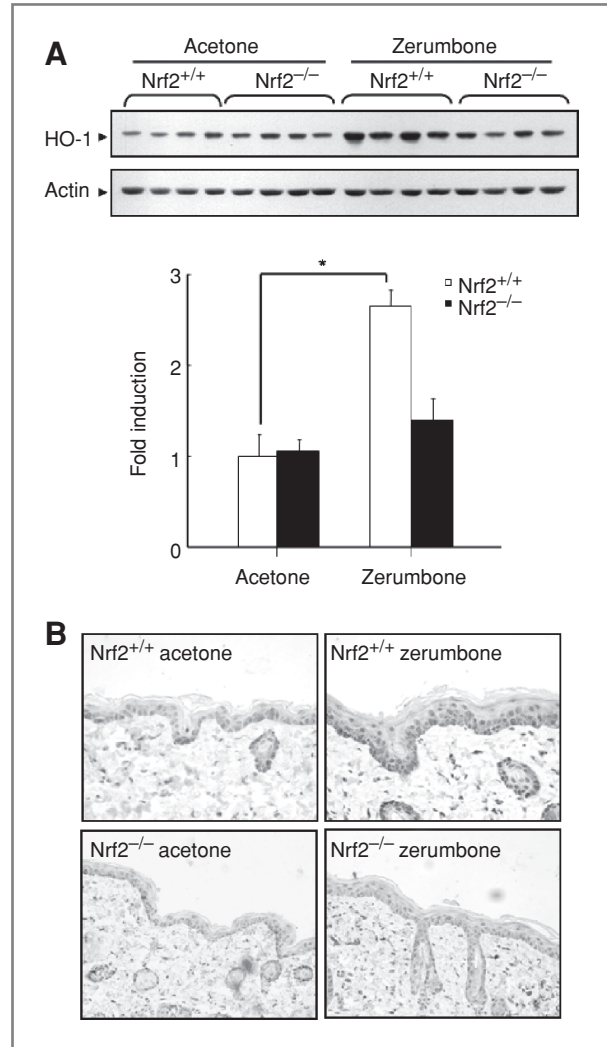 A
Acetone Zerumbone
Nrf2+/+ Nrf2−/− Nrf2+/+ Nrf2−/−
HO-1
Actin
*
3
2
1
0
Fold induction
Nrf2+/+
Nrf2−/−
Acetone Zerumbone
B
Nrf2+/+ acetone Nrf2+/+ zerumbone
Nrf2−/− acetone Nrf2−/− zerumbone